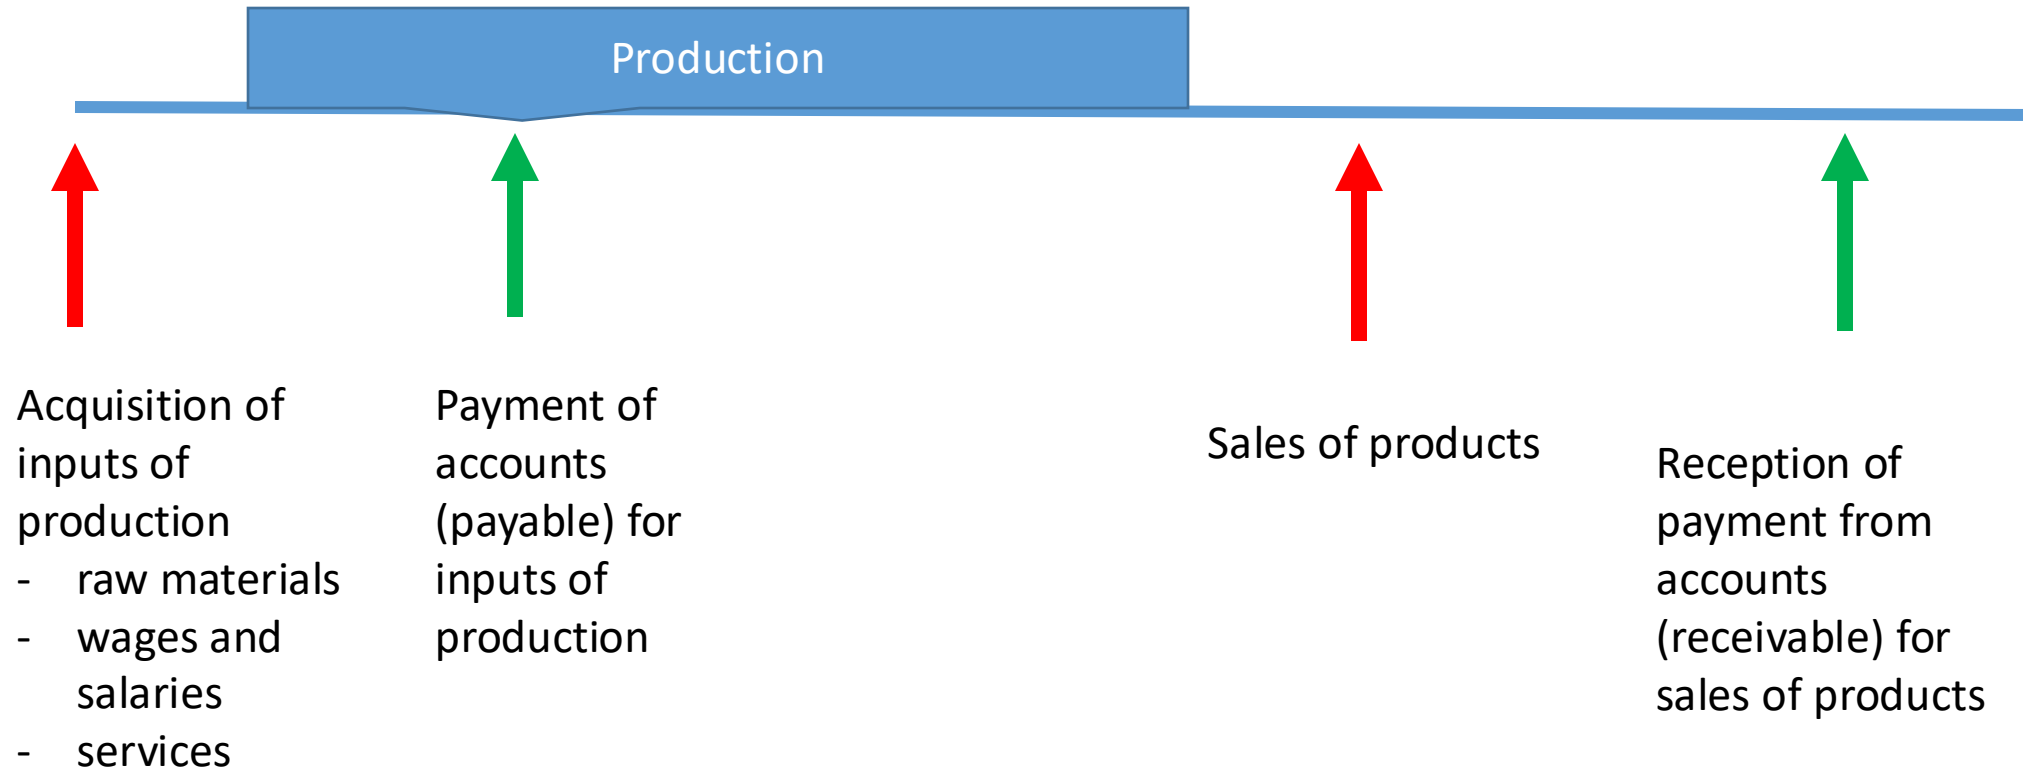 Production
Acquisition of
inputs of
production
- raw materials
- wages and
salaries
- services
Payment of
accounts
(payable) for
inputs of
production
Sales of products
Reception of
payment from
accounts
(receivable) for
sales of products